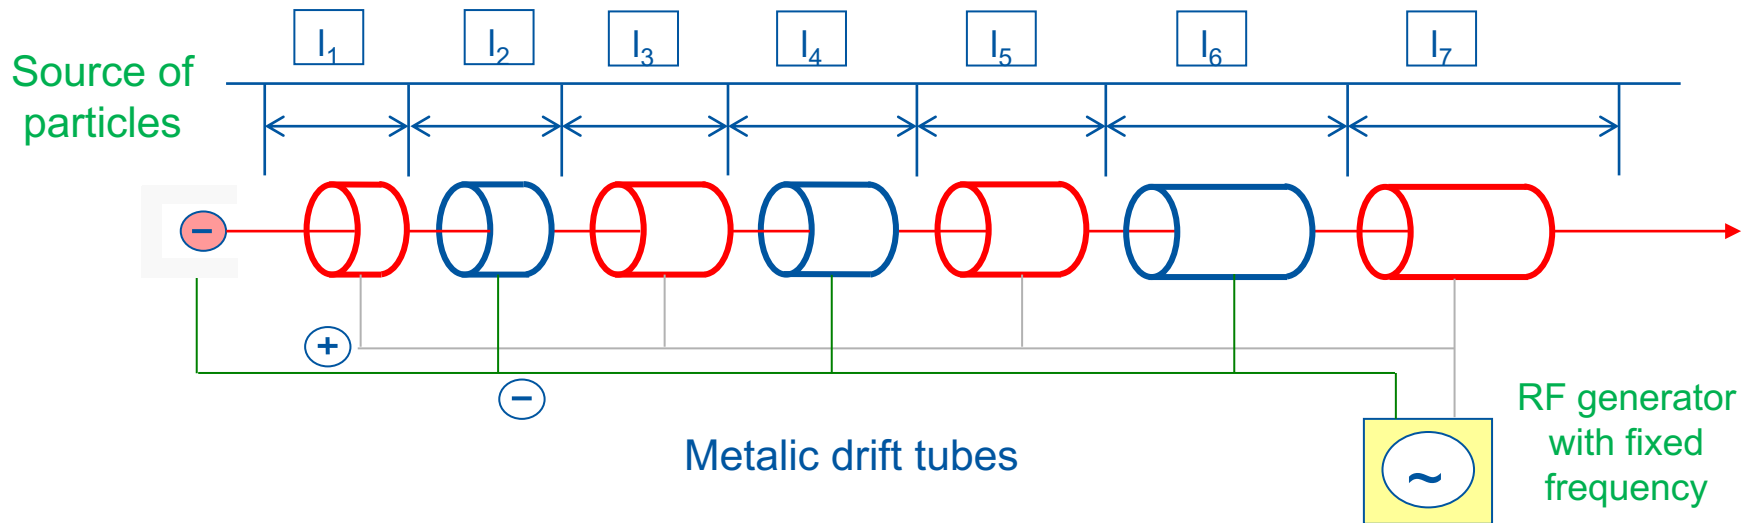 l₁ l₂ l₃ l₄ l₅ l₆ l₇
Source of
particles
−
+
−
Metalic drift tubes
RF generator
with fixed
frequency
~